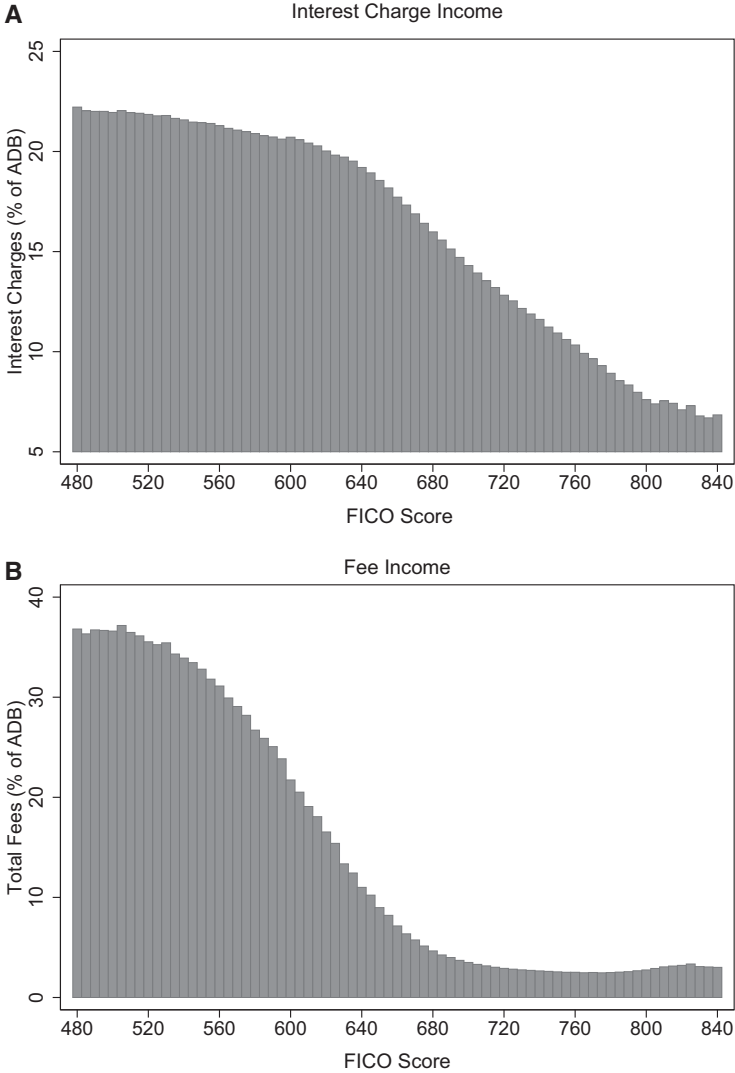 A
Interest Charge Income
Interest Charges (% of ADB)
25
20
15
10
5
480 520 560 600 640 680 720 760 800 840
FICO Score
B
Fee Income
Total Fees (% of ADB)
40
30
20
10
0
480 520 560 600 640 680 720 760 800 840
FICO Score